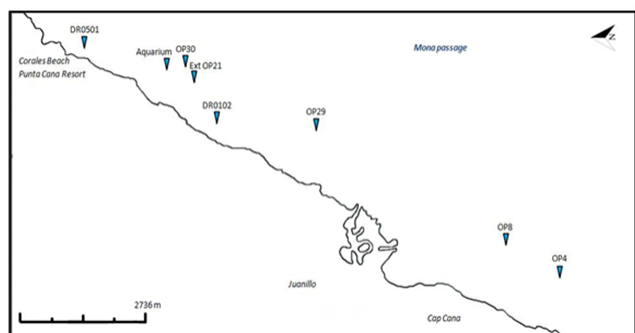 DR0501
Mona passage
N
Aquarium
OP30
Corales Beach
Punta Cana Resort
Ext OP21
DR0102
OP29
OP8
OP4
Juanillo
2736 m
Cap Cana